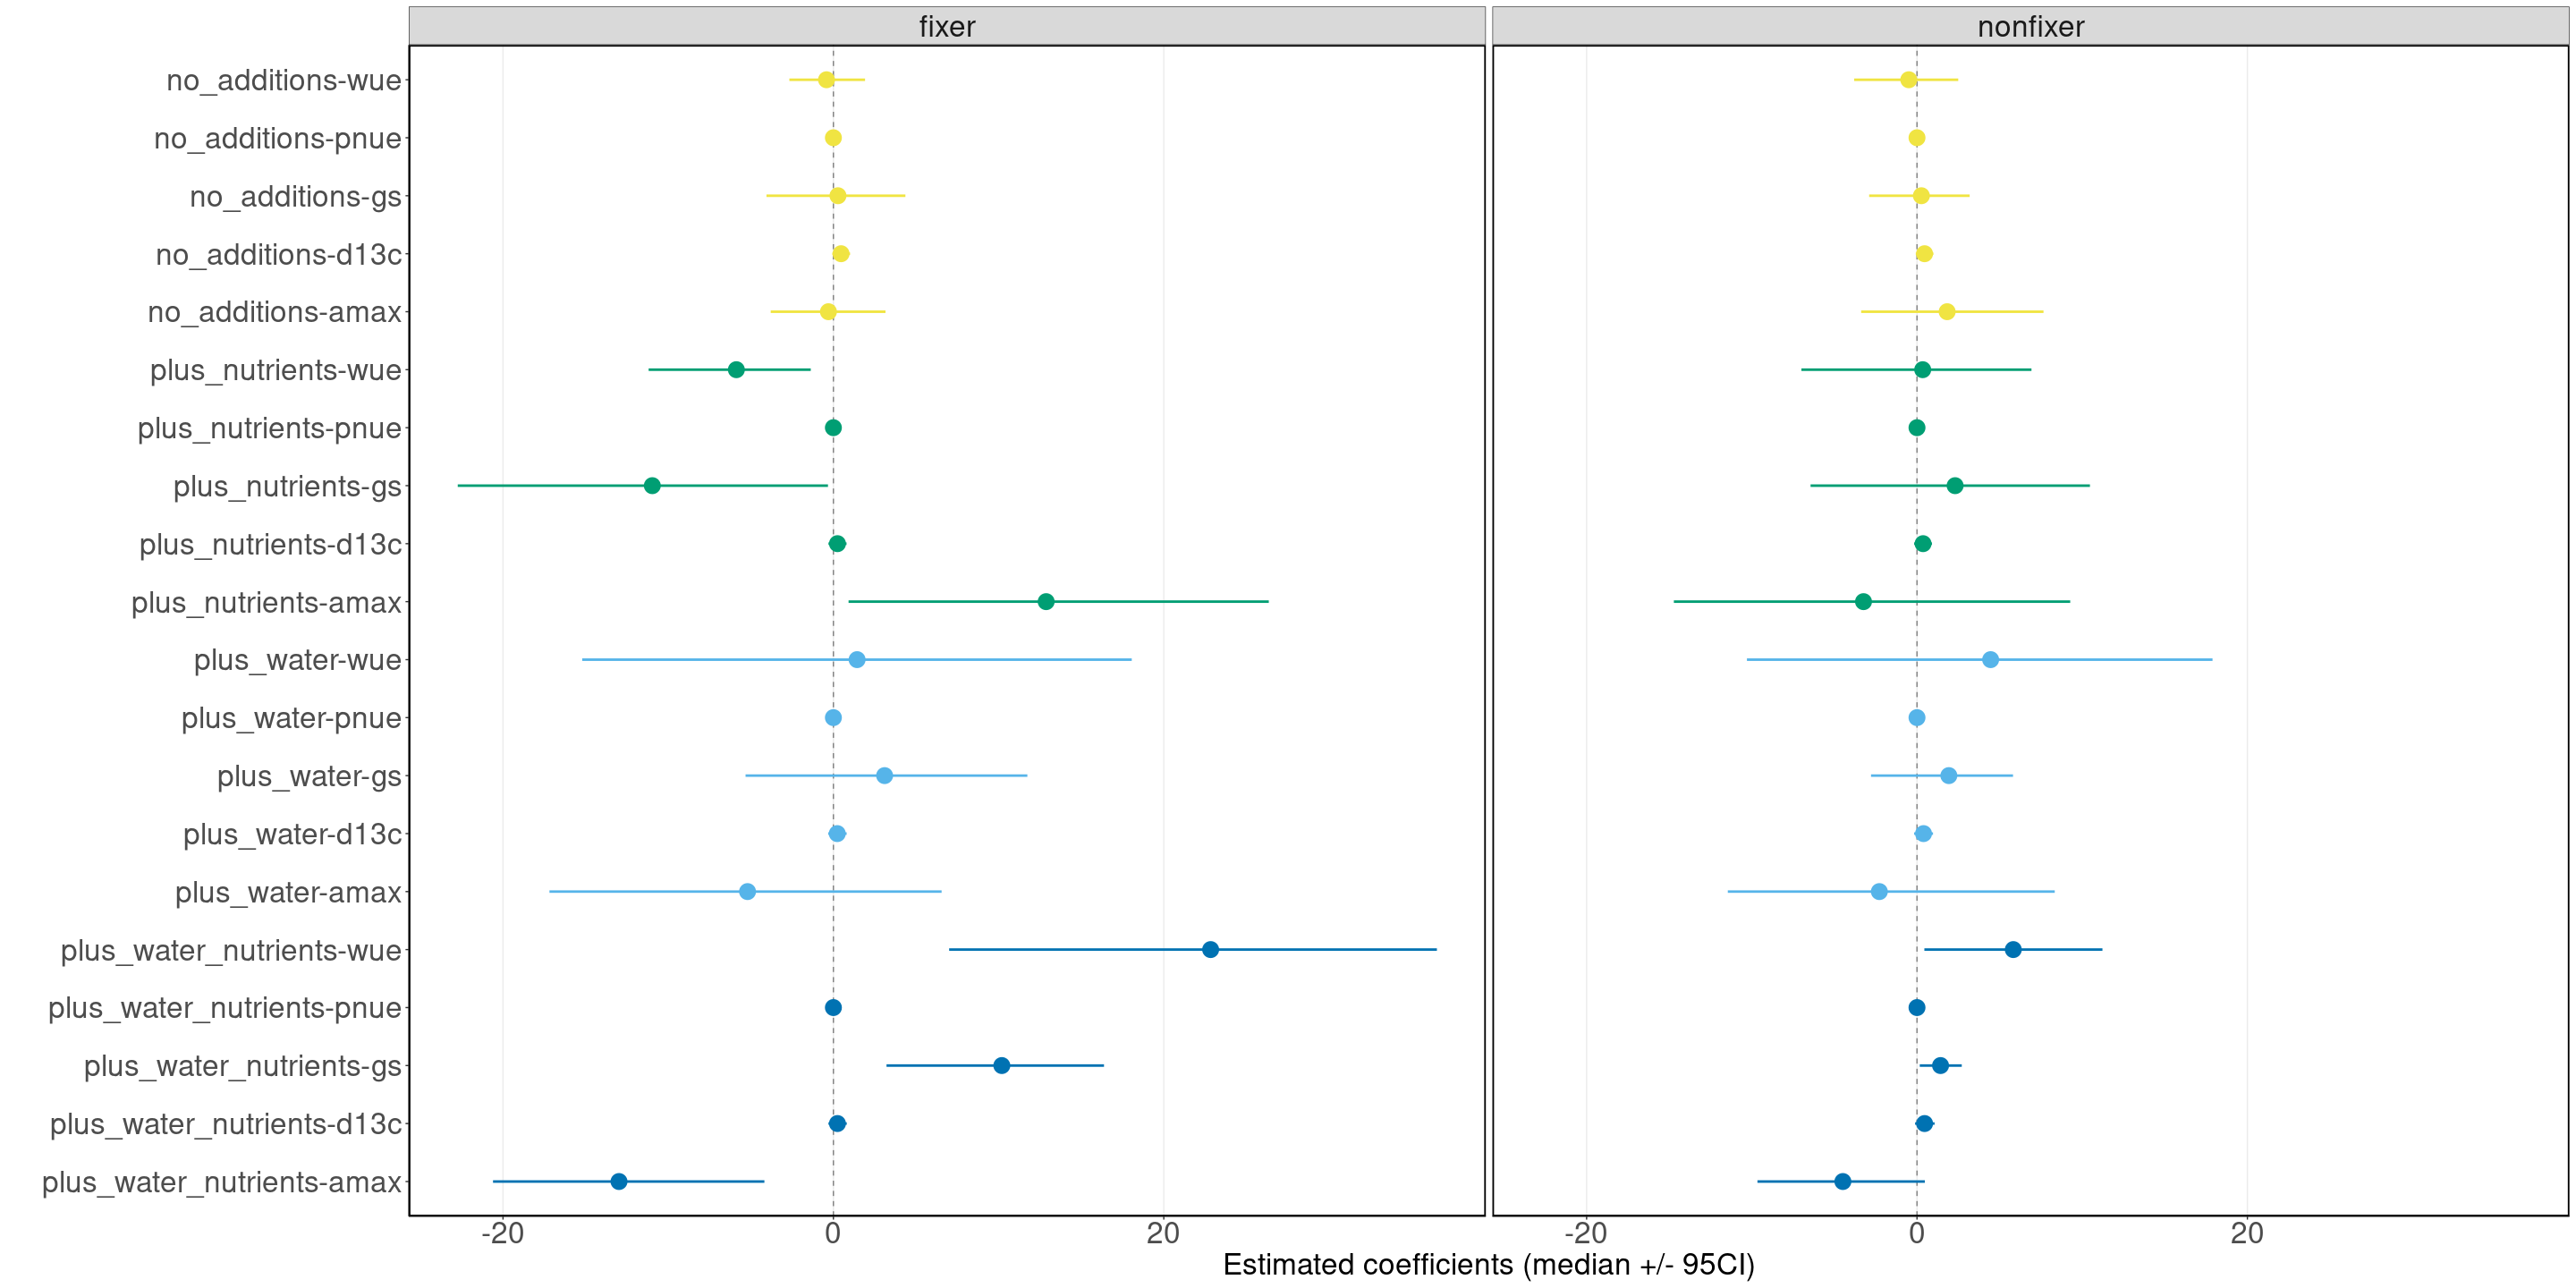 fixer
nonfixer
no_additions-wue
no_additions-pnue
no_additions-gs
no_additions-d13c
no_additions-amax
plus_nutrients-wue
plus_nutrients-pnue
plus_nutrients-gs
plus_nutrients-d13c
plus_nutrients-amax
plus_water-wue
plus_water-pnue
plus_water-gs
plus_water-d13c
plus_water-amax
plus_water_nutrients-wue
plus_water_nutrients-pnue
plus_water_nutrients-gs
plus_water_nutrients-d13c
plus_water_nutrients-amax
-20 0 20 -20 0 20
Estimated coefficients (median +/- 95CI)